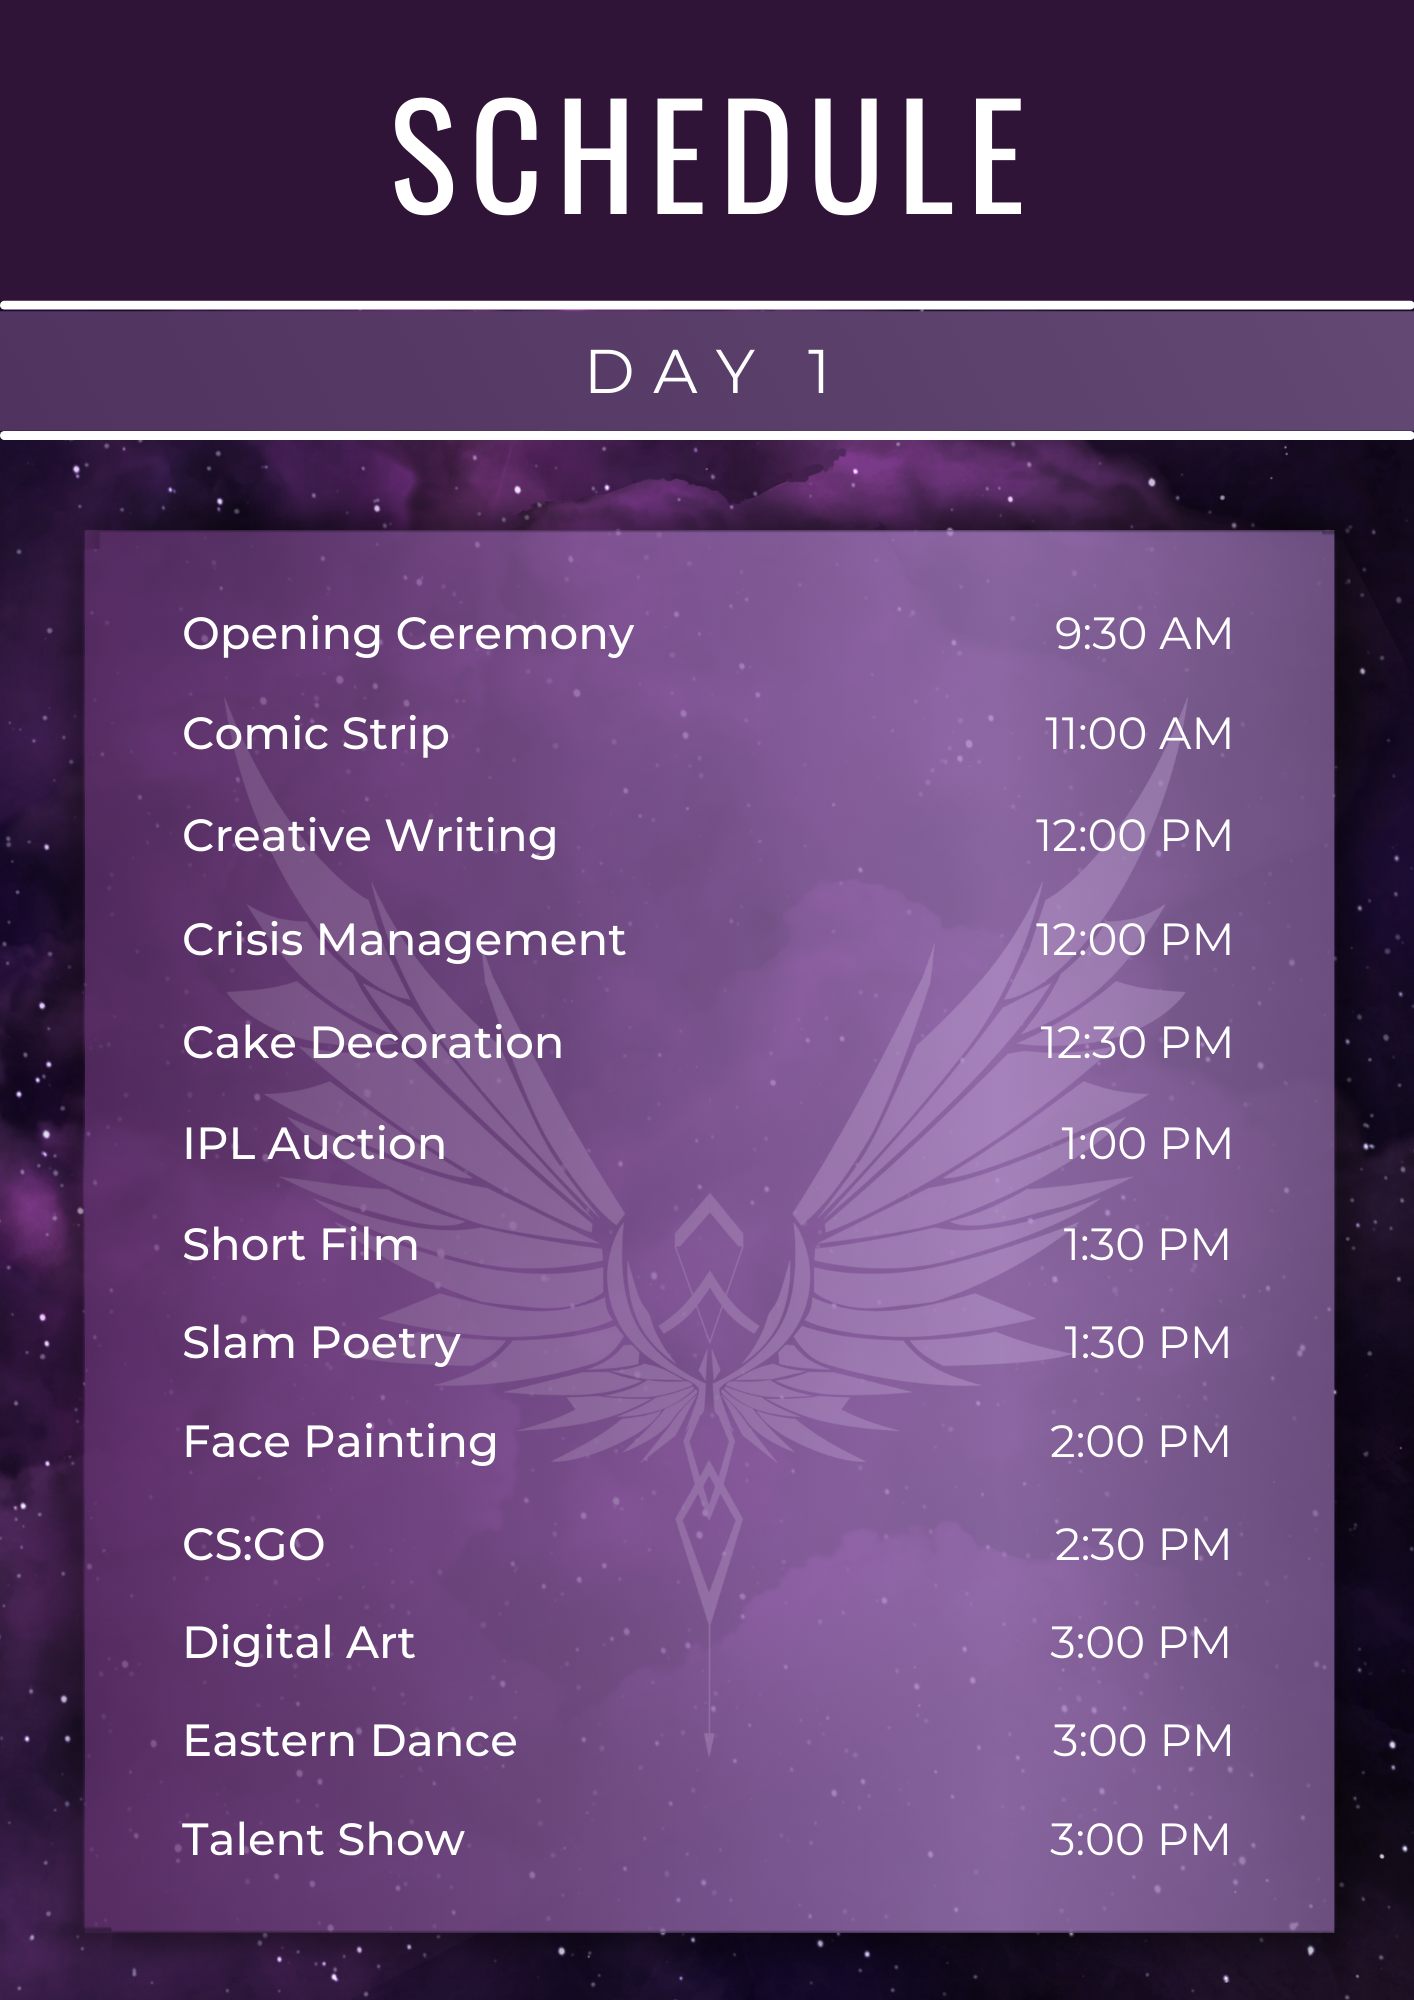 SCHEDULE
DAY 1
Opening Ceremony 9:30 AM
Comic Strip 11:00 AM
Creative Writing 12:00 PM
Crisis Management 12:00 PM
Cake Decoration 12:30 PM
IPL Auction 1:00 PM
Short Film 1:30 PM
Slam Poetry 1:30 PM
Face Painting 2:00 PM
CS:GO 2:30 PM
Digital Art 3:00 PM
Eastern Dance 3:00 PM
Talent Show 3:00 PM